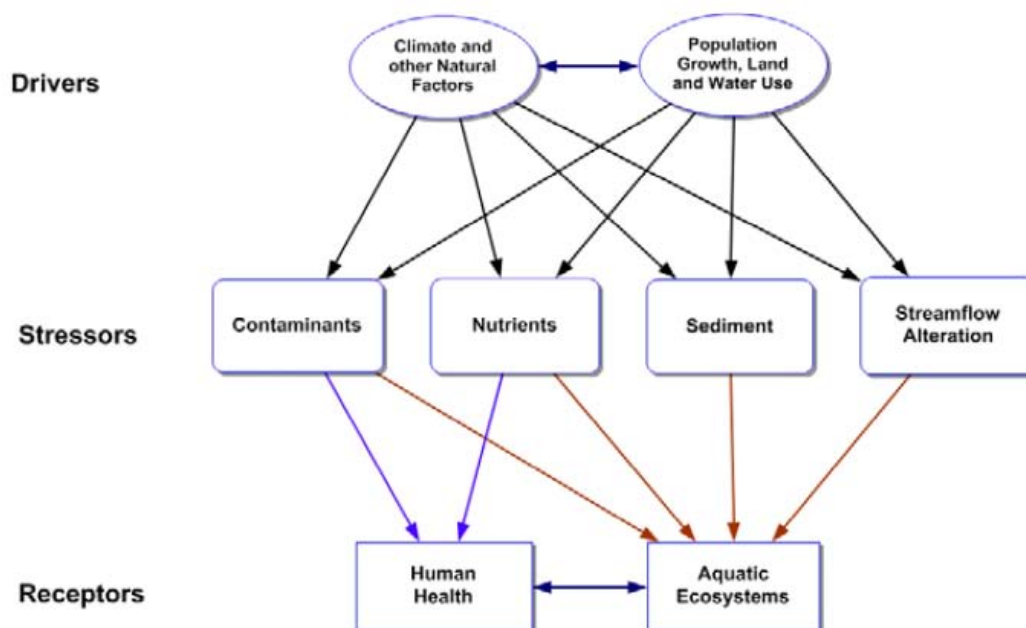 Drivers
Climate and
other Natural
Factors
Population
Growth, Land
and Water Use
Stressors
Contaminants
Nutrients
Sediment
Streamflow
Alteration
Receptors
Human
Health
Aquatic
Ecosystems